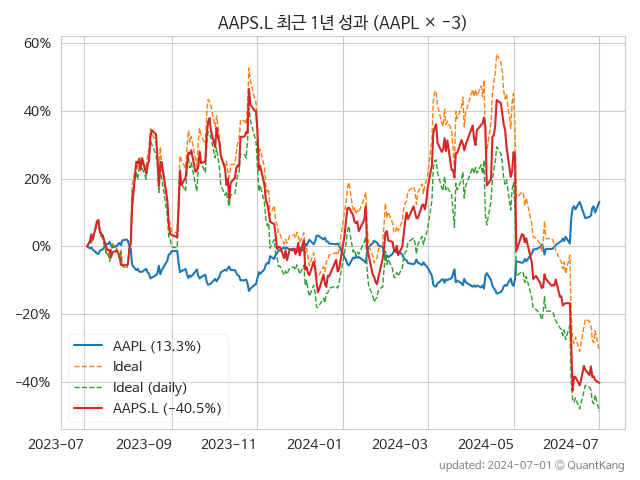 AAPS.L 최근 1년 성과 (AAPL × −3)
60%
40%
20%
0%
−20%
−40%
AAPL (13.3%)
Ideal
Ideal (daily)
AAPS.L (−40.5%)
2023-07 2023-09 2023-11 2024-01 2024-03 2024-05 2024-07
updated: 2024-07-01 © QuantKang